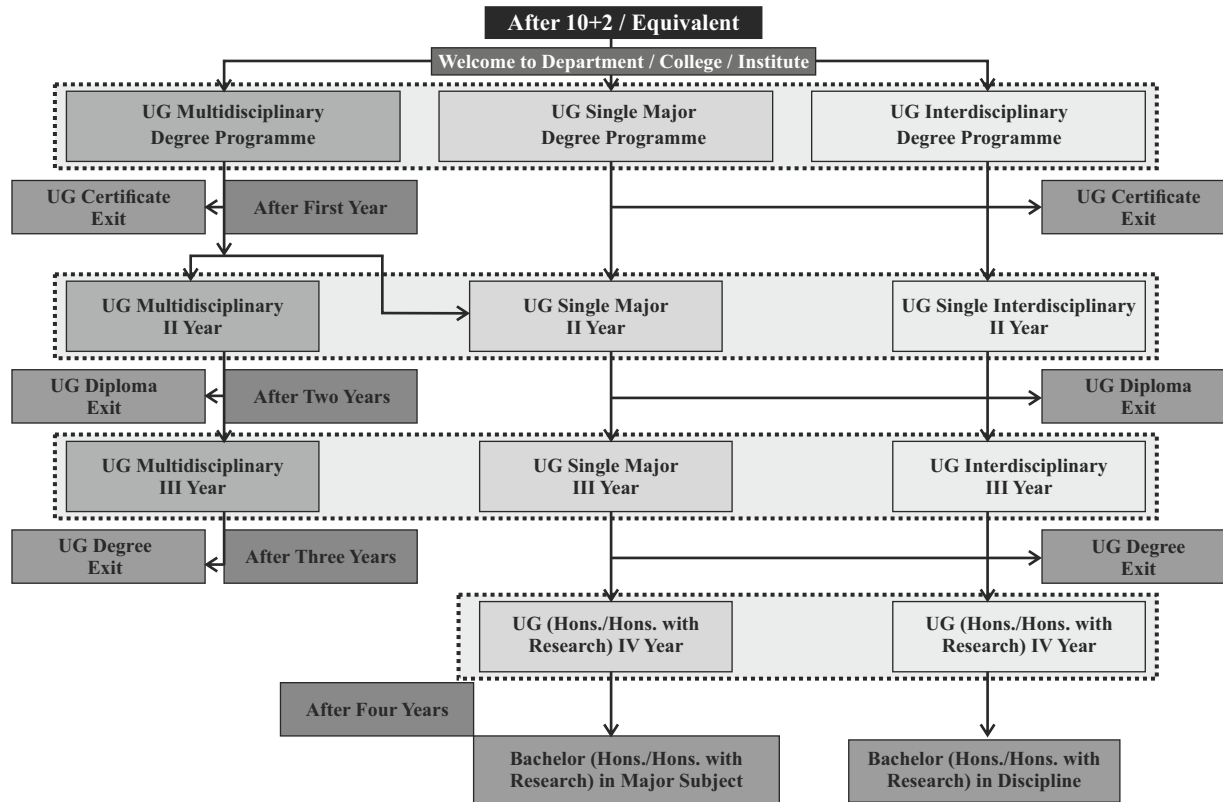 After 10+2 / Equivalent
Welcome to Department / College / Institute
UG Multidisciplinary
Degree Programme
UG Single Major
Degree Programme
UG Interdisciplinary
Degree Programme
UG Certificate
Exit
After First Year
UG Certificate
Exit
UG Multidisciplinary
II Year
UG Single Major
II Year
UG Single Interdisciplinary
II Year
UG Diploma
Exit
After Two Years
UG Diploma
Exit
UG Multidisciplinary
III Year
UG Single Major
III Year
UG Interdisciplinary
III Year
UG Degree
Exit
After Three Years
UG Degree
Exit
UG (Hons./Hons. with
Research) IV Year
UG (Hons./Hons. with
Research) IV Year
After Four Years
Bachelor (Hons./Hons. with
Research) in Major Subject
Bachelor (Hons./Hons. with
Research) in Discipline